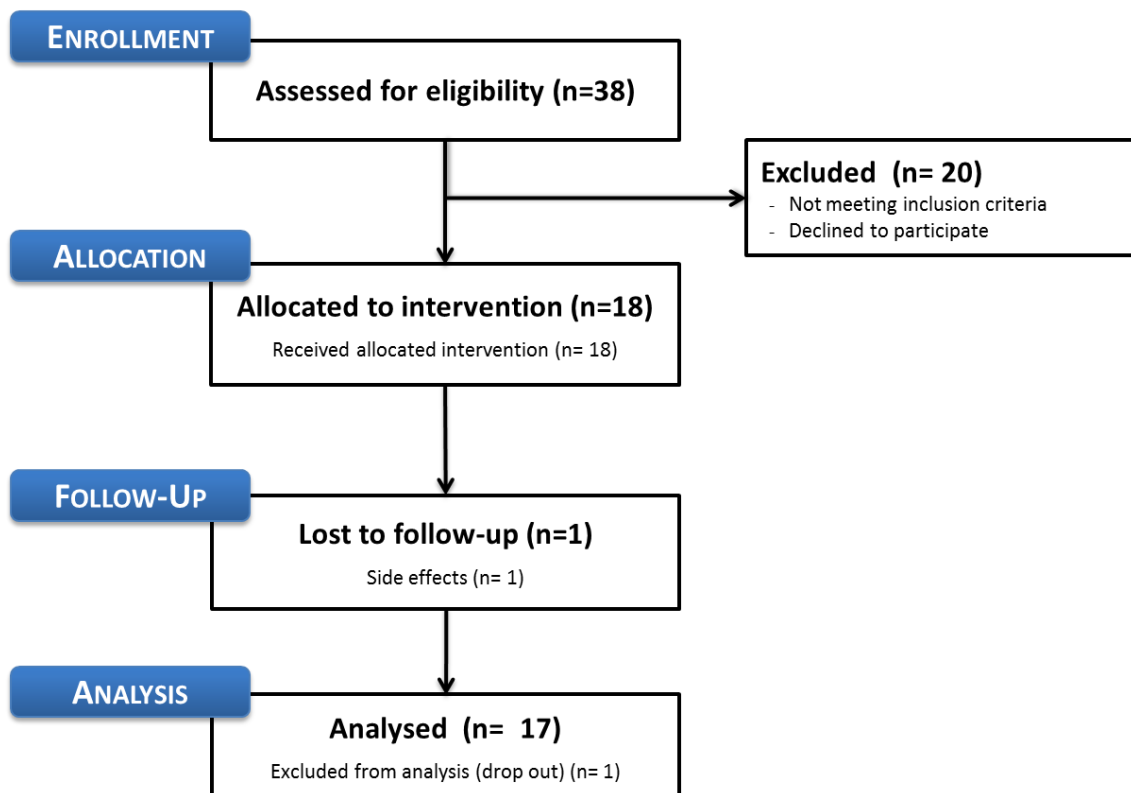 ENROLLMENT
Assessed for eligibility (n=38)
Excluded (n= 20)
- Not meeting inclusion criteria
- Declined to participate
ALLOCATION
Allocated to intervention (n=18)
Received allocated intervention (n= 18)
FOLLOW-UP
Lost to follow-up (n=1)
Side effects (n= 1)
ANALYSIS
Analysed (n= 17)
Excluded from analysis (drop out) (n= 1)